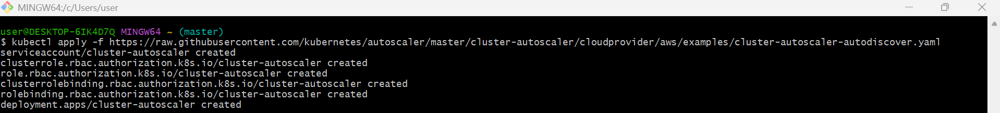 MINGW64:/c/Users/user
user@DESKTOP-6IK4D7Q MINGW64 ~ (master)
$ kubectl apply -f https://raw.githubusercontent.com/kubernetes/autoscaler/master/cluster-autoscaler/cloudprovider/aws/examples/cluster-autoscaler-autodiscover.yaml
serviceaccount/cluster-autoscaler created
clusterrole.rbac.authorization.k8s.io/cluster-autoscaler created
role.rbac.authorization.k8s.io/cluster-autoscaler created
clusterrolebinding.rbac.authorization.k8s.io/cluster-autoscaler created
rolebinding.rbac.authorization.k8s.io/cluster-autoscaler created
deployment.apps/cluster-autoscaler created